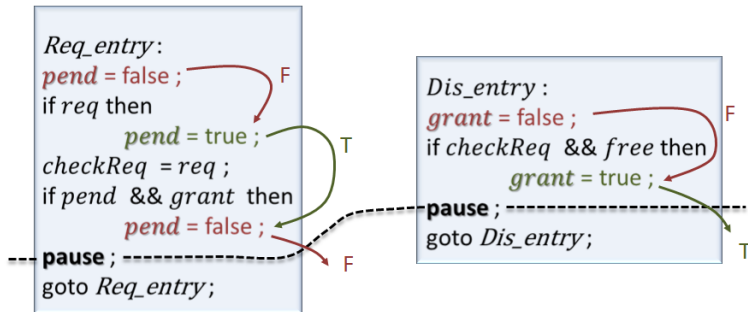 Req_entry:
pend = false ;
F
if req then
pend = true ;
T
checkReq = req ;
if pend && grant then
pend = false ;
F
pause ;
goto Req_entry ;
Dis_entry :
grant = false ;
F
if checkReq && free then
grant = true ;
pause ;
T
goto Dis_entry ;